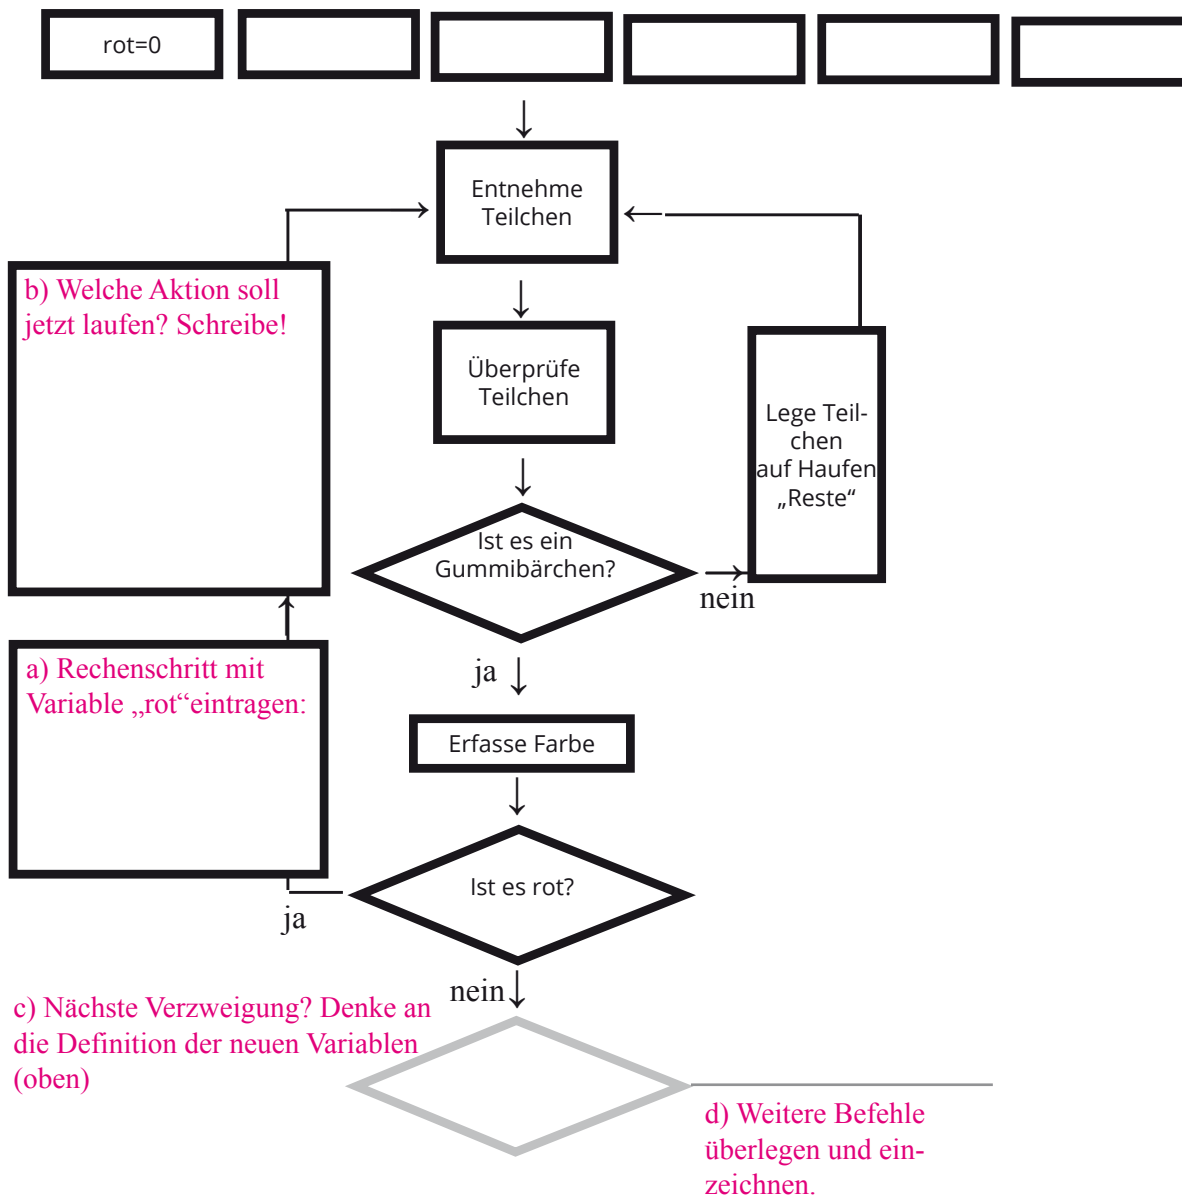 rot=0
Entnehme
Teilchen
b) Welche Aktion soll
jetzt laufen? Schreibe!
Überprüfe
Teilchen
Lege Teil-
chen
auf Haufen
„Reste“
Ist es ein
Gummibärchen?
nein
a) Rechenschritt mit
Variable „rot“eintragen:
ja
Erfasse Farbe
Ist es rot?
ja
nein
c) Nächste Verzweigung? Denke an
die Definition der neuen Variablen
(oben)
d) Weitere Befehle
überlegen und ein-
zeichnen.